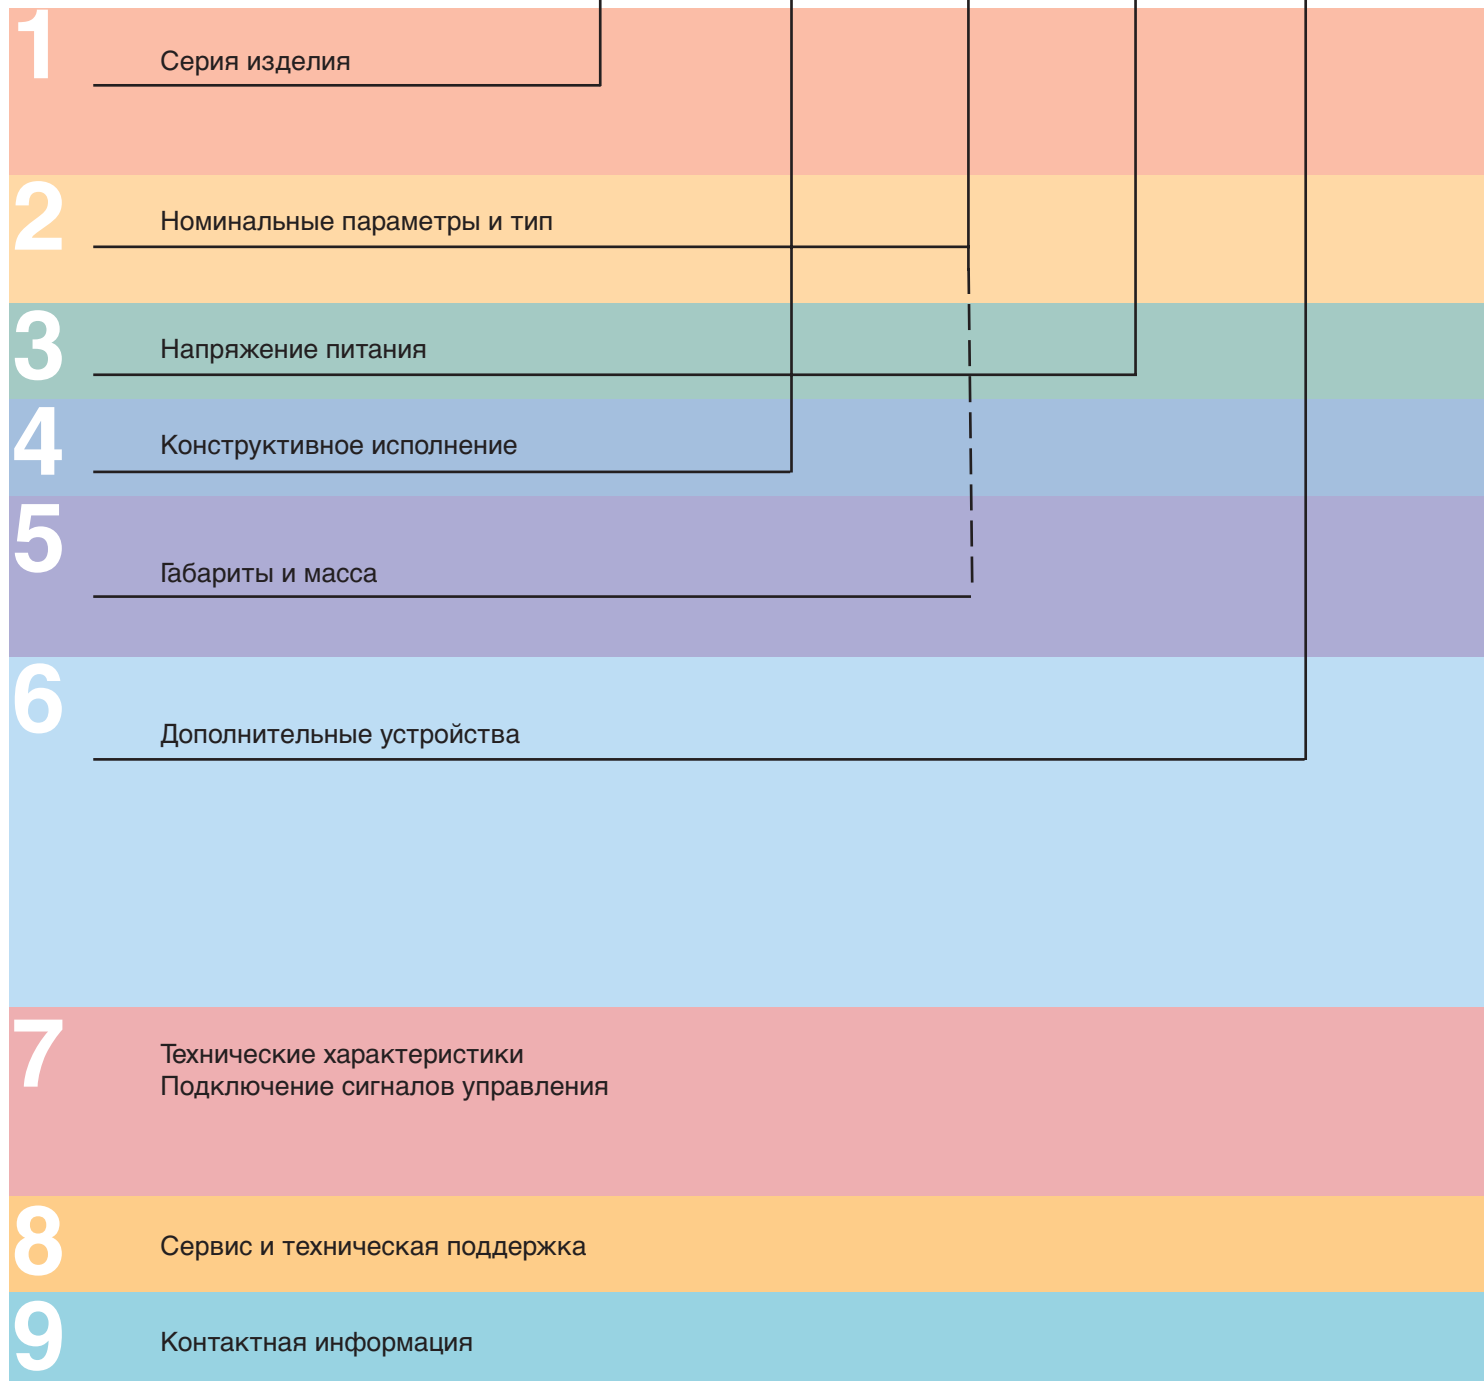 1
Серия изделия
2
Номинальные параметры и тип
3
Напряжение питания
4
Конструктивное исполнение
5
Габариты и масса
6
Дополнительные устройства
7
Технические характеристики
Подключение сигналов управления
8
Сервис и техническая поддержка
9
Контактная информация